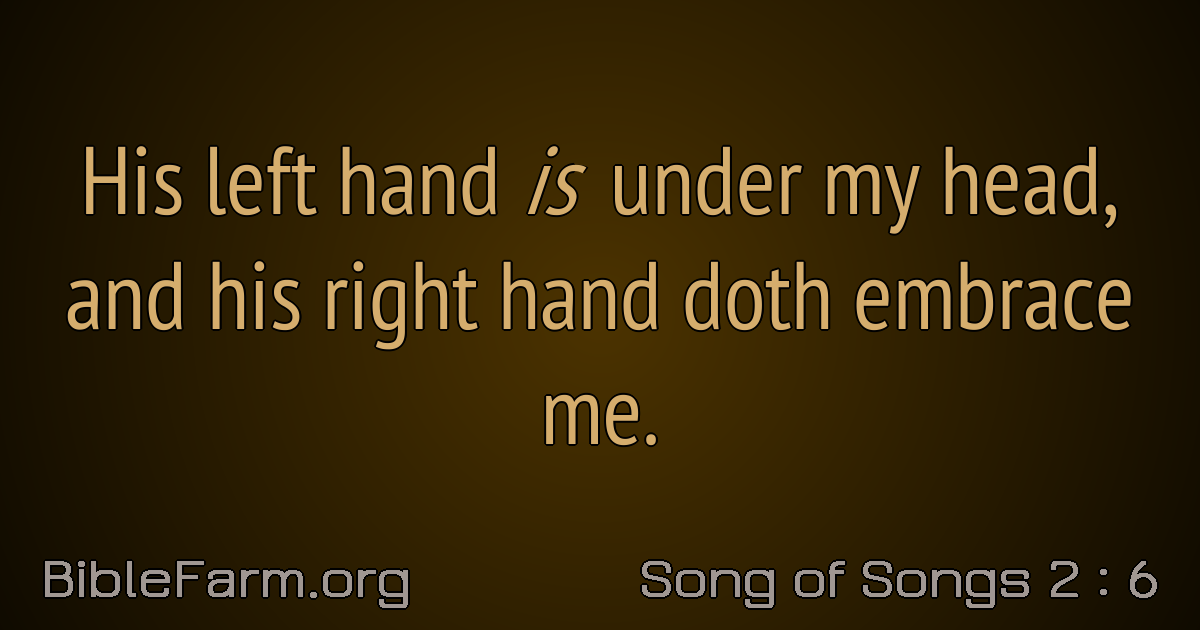 His left hand is under my head,
and his right hand doth embrace
me.
BibleFarm.org
Song of Songs 2 : 6